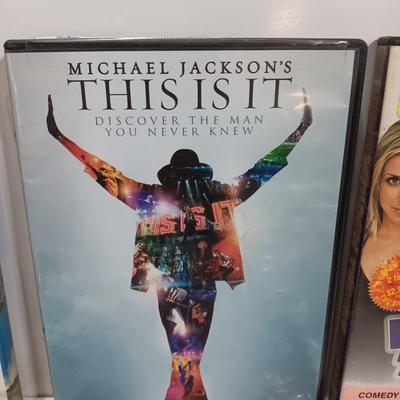 MICHAEL JACKSON'S
THIS IS IT
DISCOVER THE MAN
YOU NEVER KNEW
THIS IS IT
COMEDY